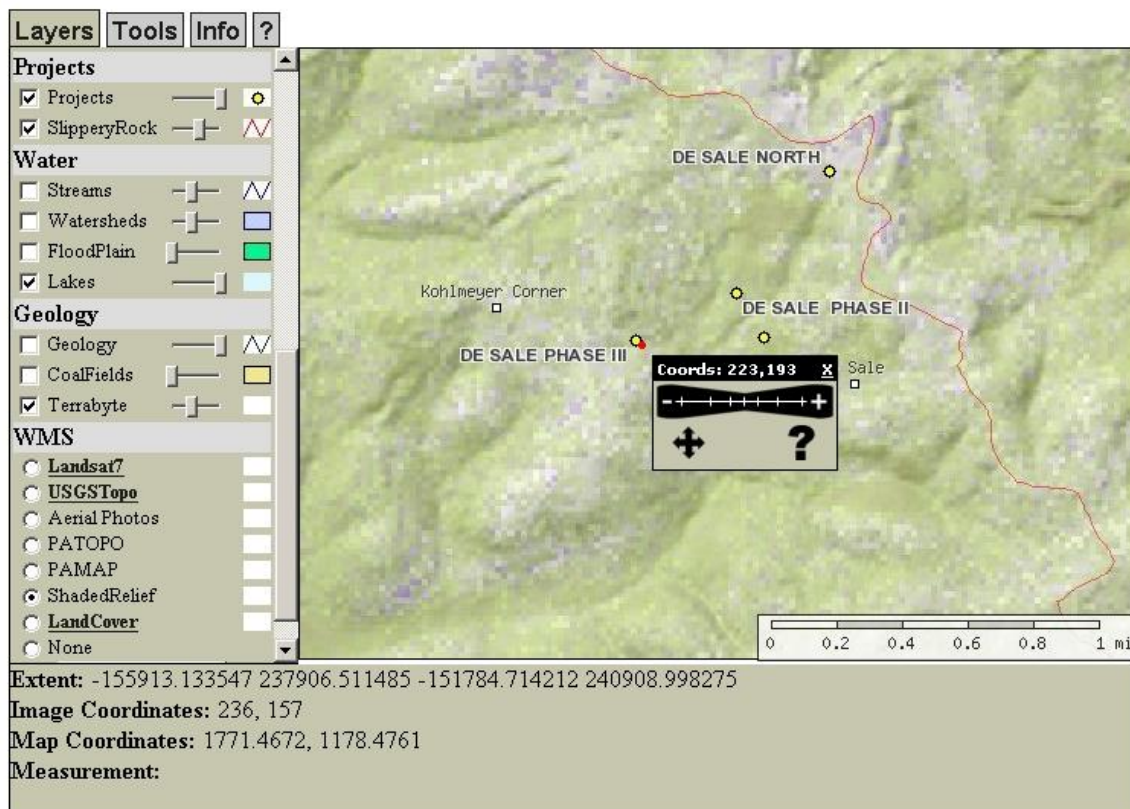 Layers Tools Info ?
Projects
Projects
SlipperyRock
Water
Streams
Watersheds
FloodPlain
Lakes
Geology
Geology
CoalFields
Terrabyte
WMS
Landsat7
USGSTopo
Aerial Photos
PATOPO
PAMAP
ShadedRelief
LandCover
None
DE SALE NORTH
Kohlmeyer Corner
DE SALE PHASE II
DE SALE PHASE III
Sale
Coords: 223,193 X
- +
?
0 0.2 0.4 0.6 0.8 1 mi
Extent: -155913.133547 237906.511485 -151784.714212 240908.998275
Image Coordinates: 236, 157
Map Coordinates: 1771.4672, 1178.4761
Measurement: